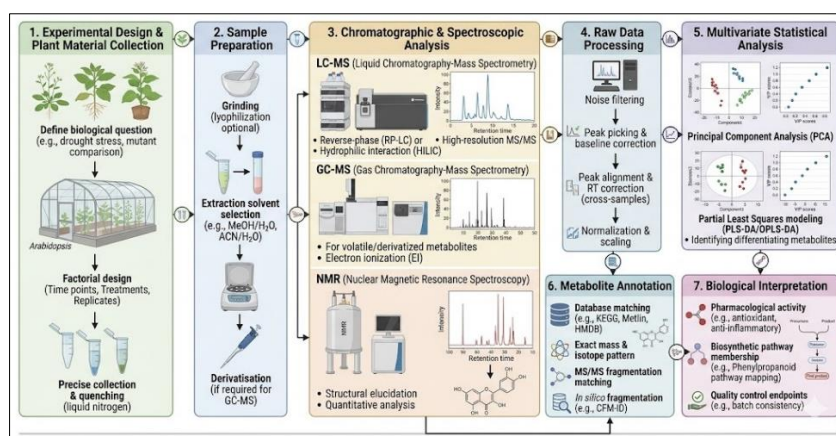 1. Experimental Design &
Plant Material Collection
Define biological question
(e.g., drought stress, mutant
comparison)
Arabidopsis
Factorial design
(Time points, Treatments,
Replicates)
Precise collection
& quenching
(liquid nitrogen)
2. Sample
Preparation
Grinding
(lyophilization
optional)
Extraction solvent
selection
(e.g., MeOH/H₂O,
ACN/H₂O)
Derivatisation
(if required for
GC-MS)
3. Chromatographic & Spectroscopic
Analysis
LC-MS (Liquid Chromatography-Mass Spectrometry)
Intensity
Retention time
• Reverse-phase (RP-LC) or
Hydrophilic interaction (HILIC)
• High-resolution MS/MS
GC-MS (Gas Chromatography-Mass Spectrometry)
Intensity
Retention time
• For volatile/derivatized metabolites
• Electron ionization (EI)
NMR (Nuclear Magnetic Resonance Spectroscopy)
NMR
Intensity
Retention time
• Structural elucidation
• Quantitative analysis
4. Raw Data
Processing
Noise filtering
Peak picking &
baseline correction
Peak alignment &
RT correction
(cross-samples)
Normalization
& scaling
5. Multivariate Statistical
Analysis
VIP scores
VIP scores
Principal Component Analysis (PCA)
VIP scores
VIP scores
Partial Least Squares modeling
(PLS-DA/OPLS-DA)
• Identifying differentiating metabolites
6. Metabolite Annotation
Database matching
(e.g., KEGG, Metlin,
HMDB)
Exact mass &
isotope pattern
MS/MS fragmentation
matching
In silico fragmentation
(e.g., CFM-ID)
7. Biological Interpretation
Pharmacological activity
(e.g., antioxidant,
anti-inflammatory)
Biosynthetic pathway
membership
(e.g., Phenylpropanoid
pathway mapping)
Quality control endpoints
(e.g., batch consistency)